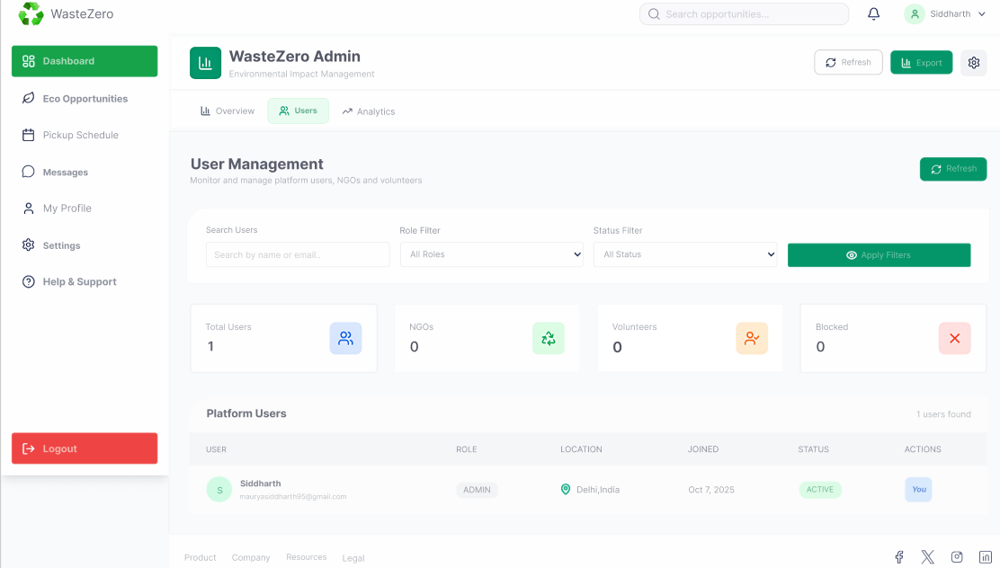 WasteZero
Search opportunities...
Siddharth
Dashboard
Eco Opportunities
Pickup Schedule
Messages
My Profile
Settings
Help & Support
Logout
WasteZero Admin
Environmental Impact Management
Refresh
Export
Overview
Users
Analytics
User Management
Monitor and manage platform users, NGOs and volunteers
Refresh
Search Users
Role Filter
Status Filter
Search by name or email..
All Roles
All Status
Apply Filters
Total Users
1
NGOs
0
Volunteers
0
Blocked
0
Platform Users
1 users found
USER ROLE LOCATION JOINED STATUS ACTIONS
S
Siddharth
mauryasiddharth95@gmail.com
ADMIN
Delhi,India
Oct 7, 2025
ACTIVE
You
Product Company Resources Legal